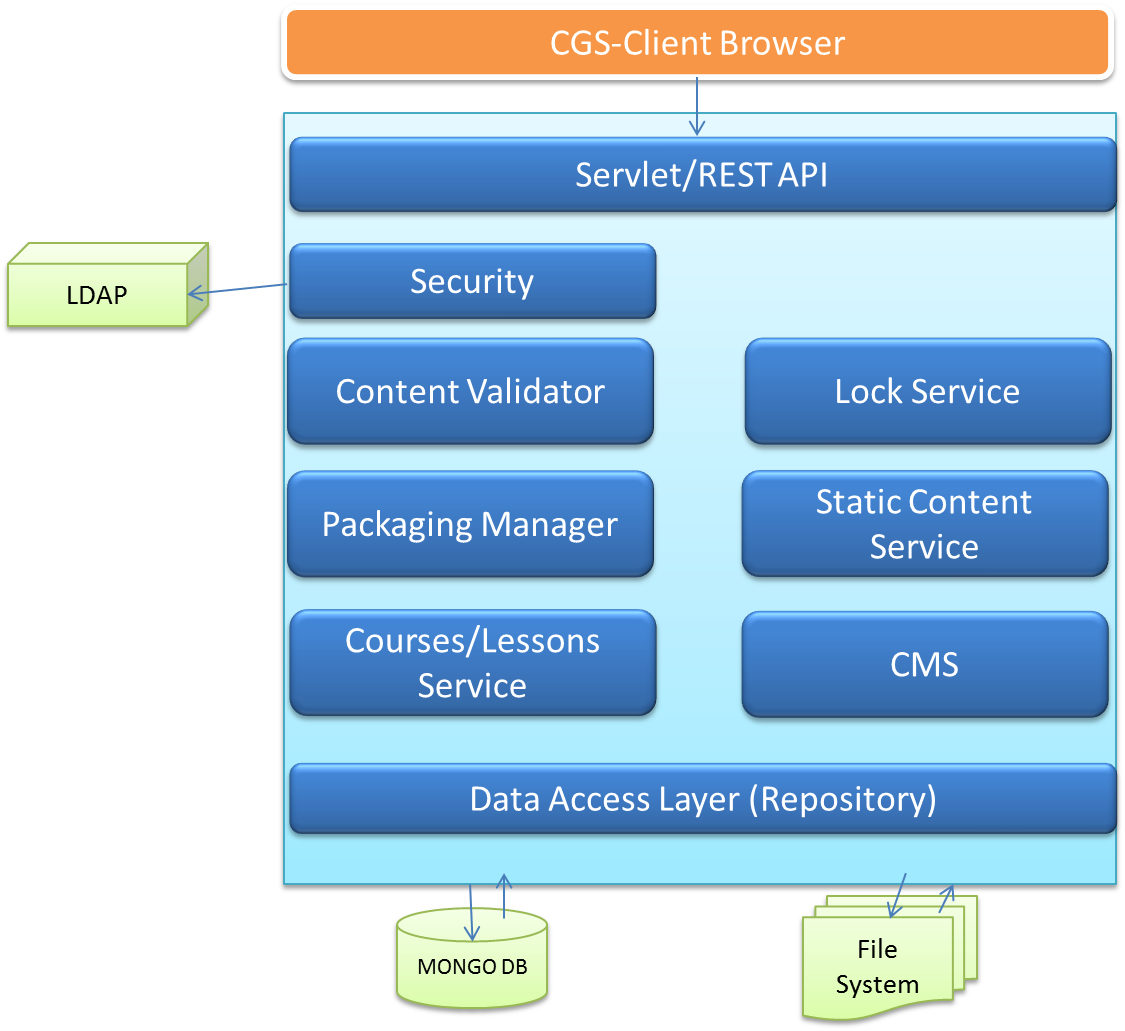 CGS-Client Browser
Servlet/REST API
Security
LDAP
Content Validator
Lock Service
Packaging Manager
Static Content
Service
Courses/Lessons
Service
CMS
Data Access Layer (Repository)
MONGO DB
File
System